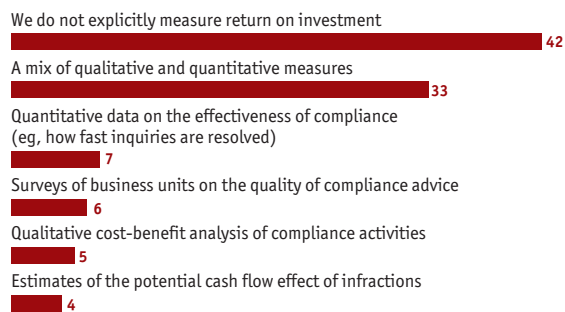 We do not explicitly measure return on investment
42
A mix of qualitative and quantitative measures
33
Quantitative data on the effectiveness of compliance
(eg, how fast inquiries are resolved)
7
Surveys of business units on the quality of compliance advice
6
Qualitative cost-benefit analysis of compliance activities
5
Estimates of the potential cash flow effect of infractions
4